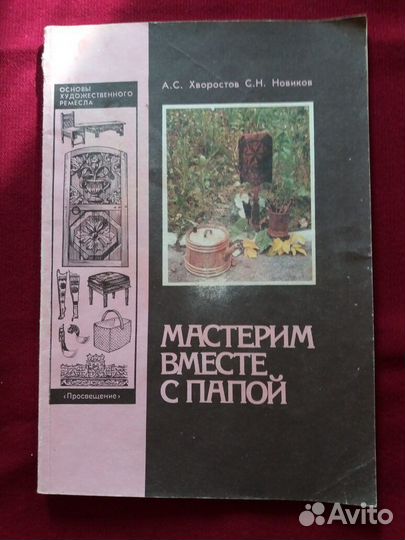 ОСНОВЫ
ХУДОЖЕСТВЕННОГО
РЕМЕСЛА
А.С. Хворостов С.Н. Новиков
МАСТЕРИМ
ВМЕСТЕ
С ПАПОЙ
«Просвещение»
Avito